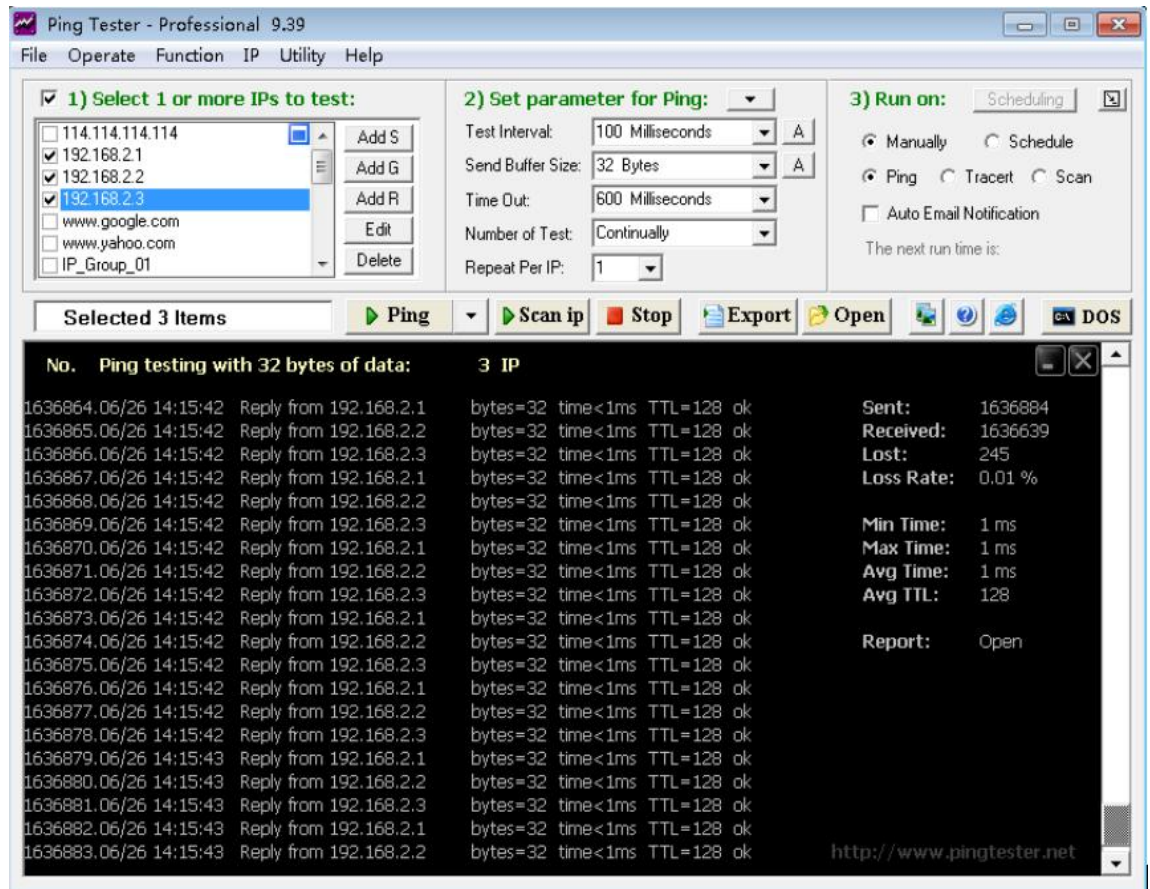 Ping Tester - Professional 9.39
File Operate Function IP Utility Help
1) Select 1 or more IPs to test:
114.114.114.114
192.168.2.1
192.168.2.2
192.168.2.3
www.google.com
www.yahoo.com
IP_Group_01
Add S
Add G
Add R
Edit
Delete
2) Set parameter for Ping:
Test Interval: 100 Milliseconds A
Send Buffer Size: 32 Bytes A
Time Out: 600 Milliseconds
Number of Test: Continually
Repeat Per IP: 1
3) Run on: Scheduling
Manually Schedule
Ping Tracert Scan
Auto Email Notification
The next run time is:
Selected 3 Items Ping Scan ip Stop Export Open DOS
No. Ping testing with 32 bytes of data: 3 IP
1636864.06/26 14:15:42 Reply from 192.168.2.1 bytes=32 time<1ms TTL=128 ok
1636865.06/26 14:15:42 Reply from 192.168.2.2 bytes=32 time<1ms TTL=128 ok
1636866.06/26 14:15:42 Reply from 192.168.2.3 bytes=32 time<1ms TTL=128 ok
1636867.06/26 14:15:42 Reply from 192.168.2.1 bytes=32 time<1ms TTL=128 ok
1636868.06/26 14:15:42 Reply from 192.168.2.2 bytes=32 time<1ms TTL=128 ok
1636869.06/26 14:15:42 Reply from 192.168.2.3 bytes=32 time<1ms TTL=128 ok
1636870.06/26 14:15:42 Reply from 192.168.2.1 bytes=32 time<1ms TTL=128 ok
1636871.06/26 14:15:42 Reply from 192.168.2.2 bytes=32 time<1ms TTL=128 ok
1636872.06/26 14:15:42 Reply from 192.168.2.3 bytes=32 time<1ms TTL=128 ok
1636873.06/26 14:15:42 Reply from 192.168.2.1 bytes=32 time<1ms TTL=128 ok
1636874.06/26 14:15:42 Reply from 192.168.2.2 bytes=32 time<1ms TTL=128 ok
1636875.06/26 14:15:42 Reply from 192.168.2.3 bytes=32 time<1ms TTL=128 ok
1636876.06/26 14:15:42 Reply from 192.168.2.1 bytes=32 time<1ms TTL=128 ok
1636877.06/26 14:15:42 Reply from 192.168.2.2 bytes=32 time<1ms TTL=128 ok
1636878.06/26 14:15:42 Reply from 192.168.2.3 bytes=32 time<1ms TTL=128 ok
1636879.06/26 14:15:43 Reply from 192.168.2.1 bytes=32 time<1ms TTL=128 ok
1636880.06/26 14:15:43 Reply from 192.168.2.2 bytes=32 time<1ms TTL=128 ok
1636881.06/26 14:15:43 Reply from 192.168.2.3 bytes=32 time<1ms TTL=128 ok
1636882.06/26 14:15:43 Reply from 192.168.2.1 bytes=32 time<1ms TTL=128 ok
1636883.06/26 14:15:43 Reply from 192.168.2.2 bytes=32 time<1ms TTL=128 ok
Sent: 1636884
Received: 1636639
Lost: 245
Loss Rate: 0.01 %
Min Time: 1 ms
Max Time: 1 ms
Avg Time: 1 ms
Avg TTL: 128
Report: Open
http://www.pingtester.net